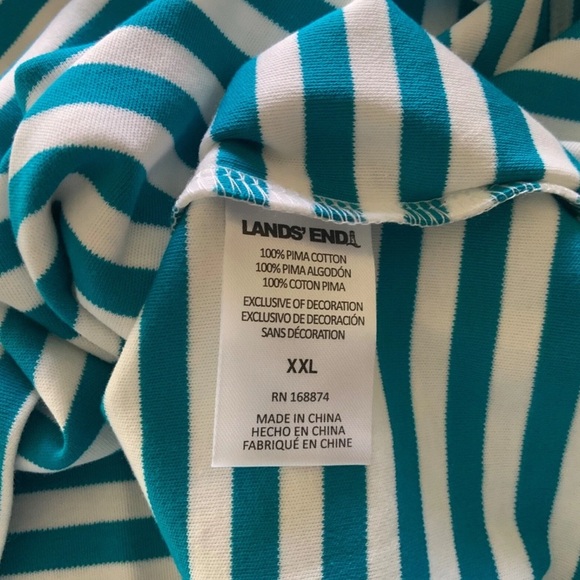 LANDS' END
100% PIMA COTTON
100% PIMA ALGODÓN
100% COTON PIMA
EXCLUSIVE OF DECORATION
EXCLUSIVO DE DECORACIÓN
SANS DÉCORATION
XXL
RN 168874
MADE IN CHINA
HECHO EN CHINA
FABRIQUÉ EN CHINE